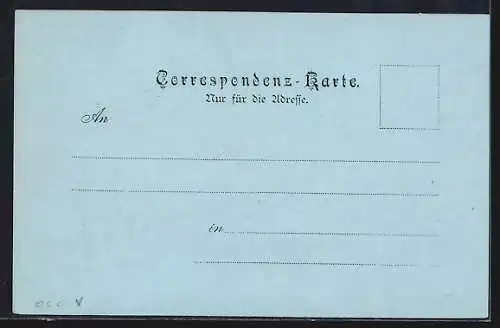 Correspondenz-Karte.
Nur für die Adresse.
An
in